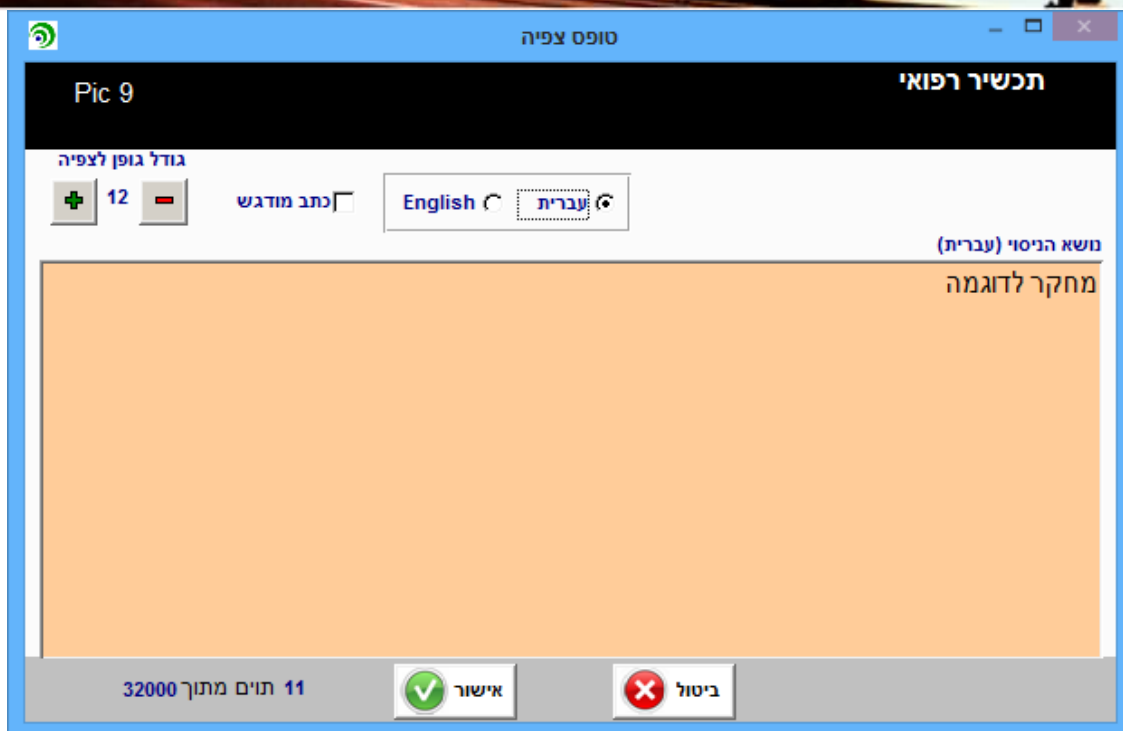 טופס צפיה
תכשיר רפואי
Pic 9
גודל גופן לצפיה
עברית English כתב מודגש 12
נושא הניסוי (עברית)
מחקר לדוגמה
ביטול אישור 11 תוים מתוך 32000